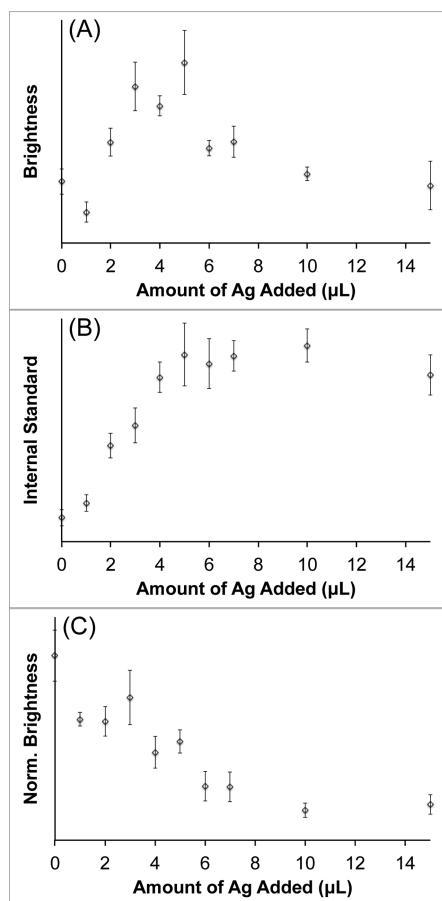 (A)
Brightness
0 2 4 6 8 10 12 14
Amount of Ag Added (µL)
(B)
Internal Standard
0 2 4 6 8 10 12 14
Amount of Ag Added (µL)
(C)
Norm. Brightness
0 2 4 6 8 10 12 14
Amount of Ag Added (µL)